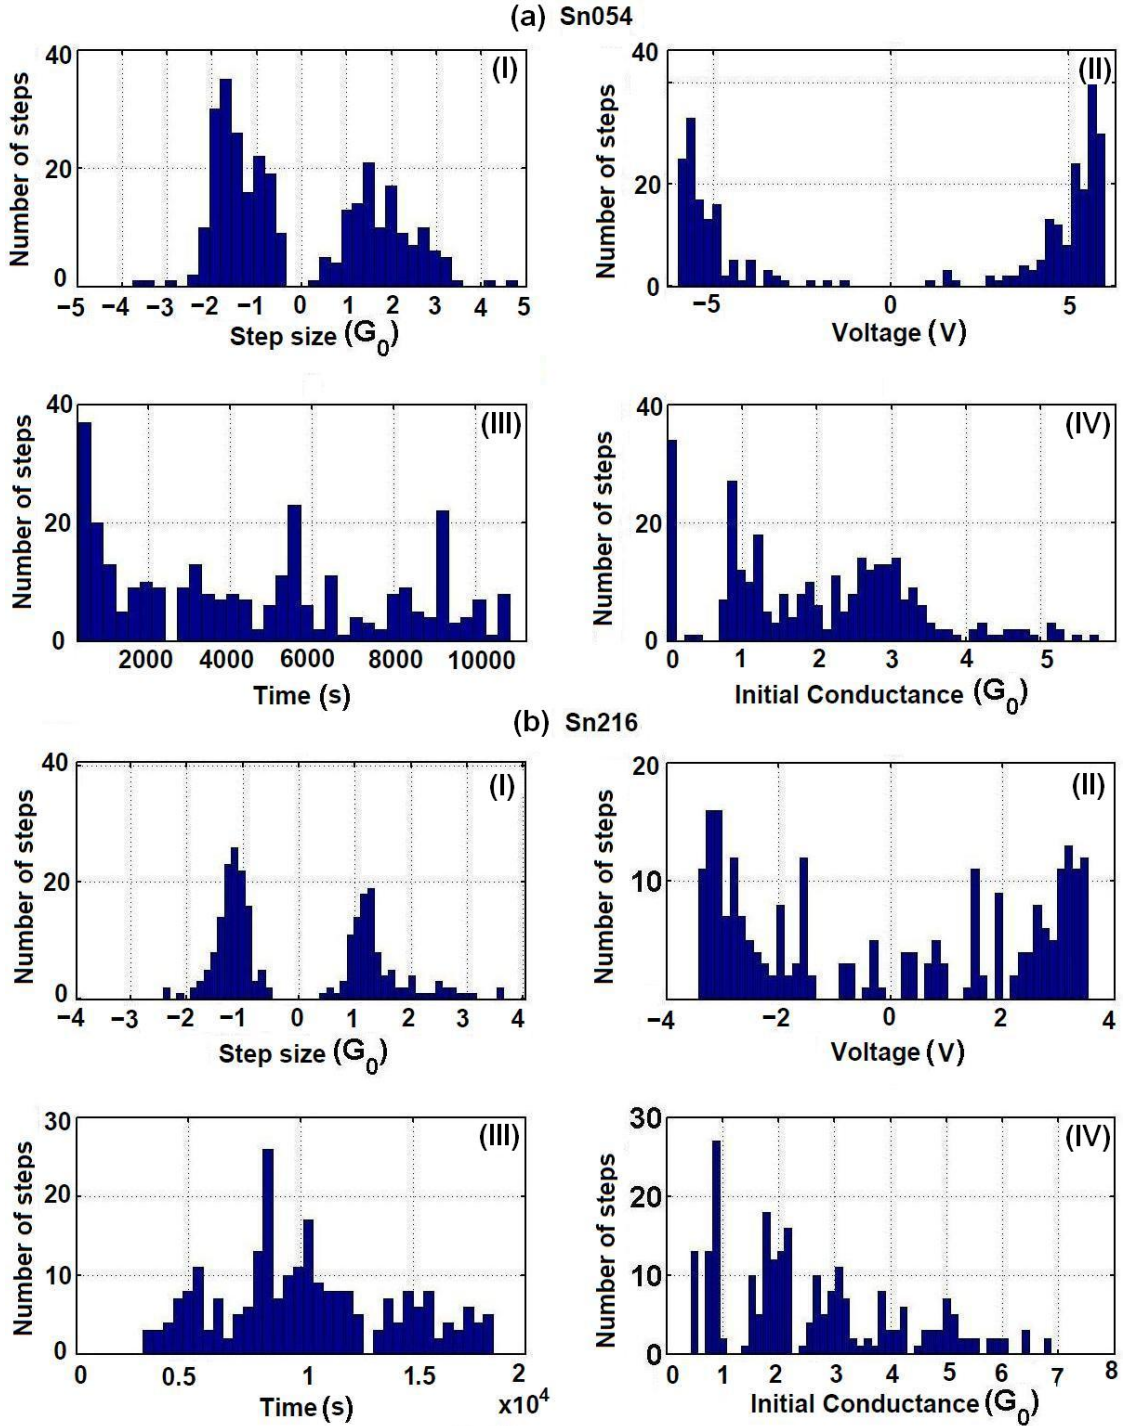 (a) Sn054
40
20
0
Number of steps
(I)
−5 −4 −3 −2 −1 0 1 2 3 4 5
Step size (G0)
40
20
0
Number of steps
(II)
−5 0 5
Voltage (V)
40
20
0
Number of steps
(III)
2000 4000 6000 8000 10000
Time (s)
40
20
0
Number of steps
(IV)
0 1 2 3 4 5
Initial Conductance (G0)
(b) Sn216
40
20
0
Number of steps
(I)
−4 −3 −2 −1 0 1 2 3 4
Step size (G0)
20
10
Number of steps
(II)
−4 −2 0 2 4
Voltage (V)
30
20
10
0
Number of steps
(III)
0 0.5 1 1.5 2
x10^4
Time (s)
30
20
10
0
Number of steps
(IV)
0 1 2 3 4 5 6 7 8
Initial Conductance (G0)